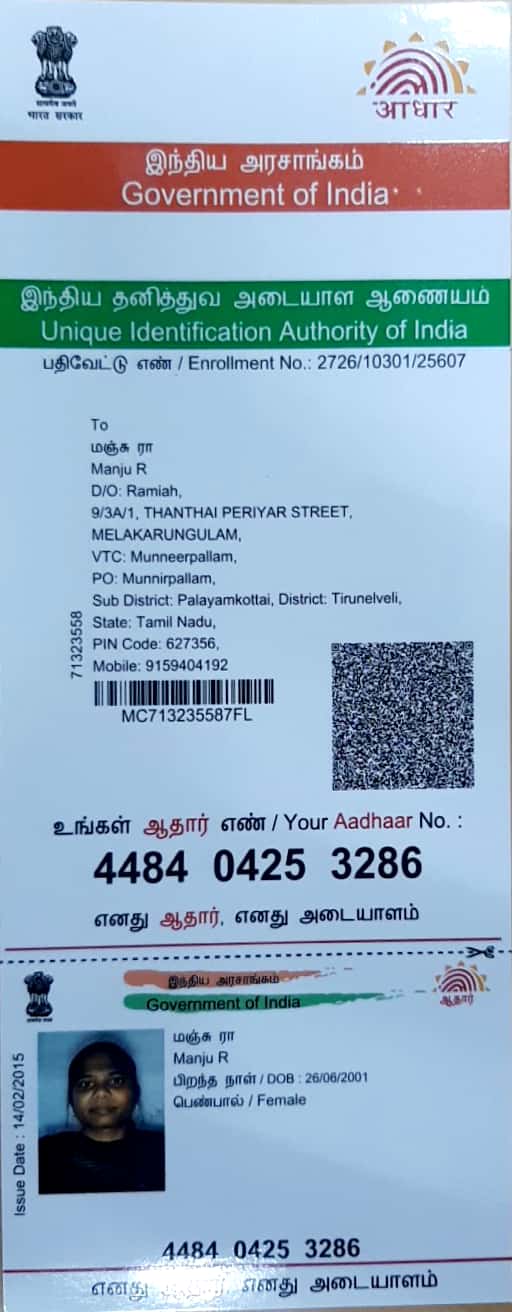 सत्यमेव जयते
भारत सरकार
आधार
இந்திய அரசாங்கம்
Government of India
இந்திய தனித்துவ அடையாள ஆணையம்
Unique Identification Authority of India
பதிவேட்டு எண் / Enrollment No.: 2726/10301/25607
To
மஞ்சு ரா
Manju R
D/O: Ramiah,
9/3A/1, THANTHAI PERIYAR STREET,
MELAKARUNGULAM,
VTC: Munneerpallam,
PO: Munnirpallam,
Sub District: Palayamkottai, District: Tirunelveli,
State: Tamil Nadu,
PIN Code: 627356,
Mobile: 9159404192
71323558
MC713235587FL
உங்கள் ஆதார் எண் / Your Aadhaar No. :
4484 0425 3286
எனது ஆதார், எனது அடையாளம்
இந்திய அரசாங்கம்
Government of India
ஆதார்
மஞ்சு ரா
Manju R
பிறந்த நாள் / DOB : 26/06/2001
பெண்பால் / Female
Issue Date : 14/02/2015
4484 0425 3286
எனது ஆதார், எனது அடையாளம்